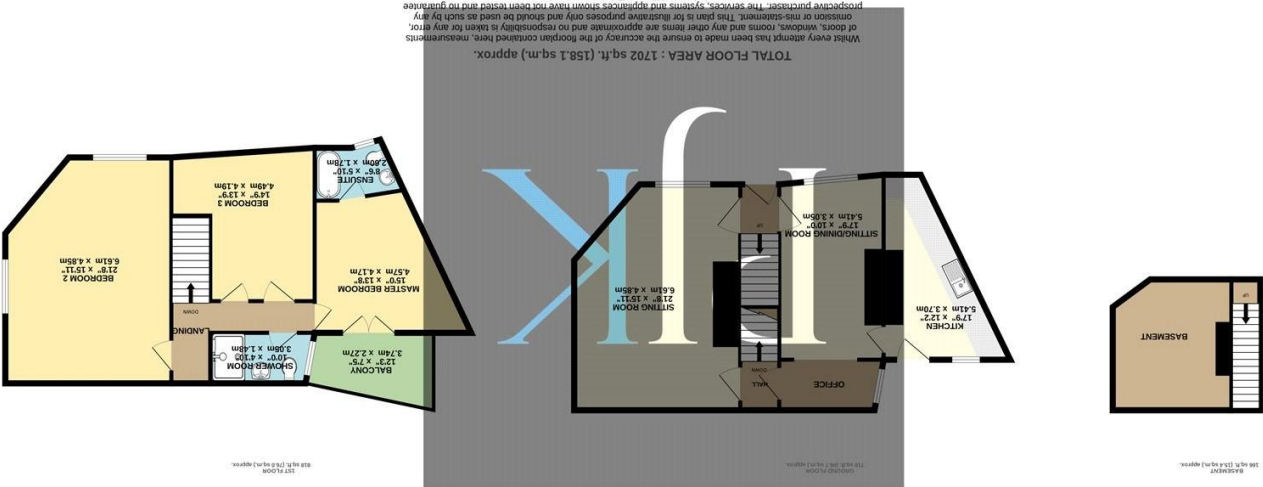 BASEMENT
166 sq.ft. (15.4 sq.m.) approx.
GROUND FLOOR
718 sq.ft. (66.7 sq.m.) approx.
1ST FLOOR
818 sq.ft. (76.0 sq.m.) approx.
BASEMENT
UP
HALL
DOWN
OFFICE
KITCHEN
17'9" x 12'2"
5.41m x 3.70m
SITTING ROOM
21'8" x 15'11"
6.61m x 4.85m
SITTING/DINING ROOM
17'9" x 10'0"
5.41m x 3.05m
UP
BALCONY
12'3" x 7'5"
3.74m x 2.27m
SHOWER ROOM
10'0" x 4'10"
3.05m x 1.48m
LANDING
DOWN
MASTER BEDROOM
15'0" x 13'8"
4.57m x 4.17m
BEDROOM 2
21'8" x 15'11"
6.61m x 4.85m
BEDROOM 3
14'9" x 13'9"
4.49m x 4.19m
ENSUITE
8'6" x 5'10"
2.60m x 1.78m
TOTAL FLOOR AREA : 1702 sq.ft. (158.1 sq.m.) approx.
Whilst every attempt has been made to ensure the accuracy of the floorplan contained here, measurements
of doors, windows, rooms and any other items are approximate and no responsibility is taken for any error,
omission or mis-statement. This plan is for illustrative purposes only and should be used as such by any
prospective purchaser. The services, systems and appliances shown have not been tested and no guarantee